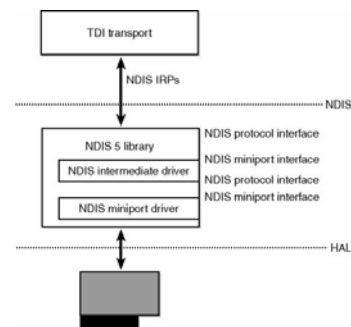 TDI transport
NDIS IRPs
NDIS
NDIS protocol interface
NDIS 5 library
NDIS miniport interface
NDIS intermediate driver
NDIS protocol interface
NDIS miniport interface
NDIS miniport driver
HAL